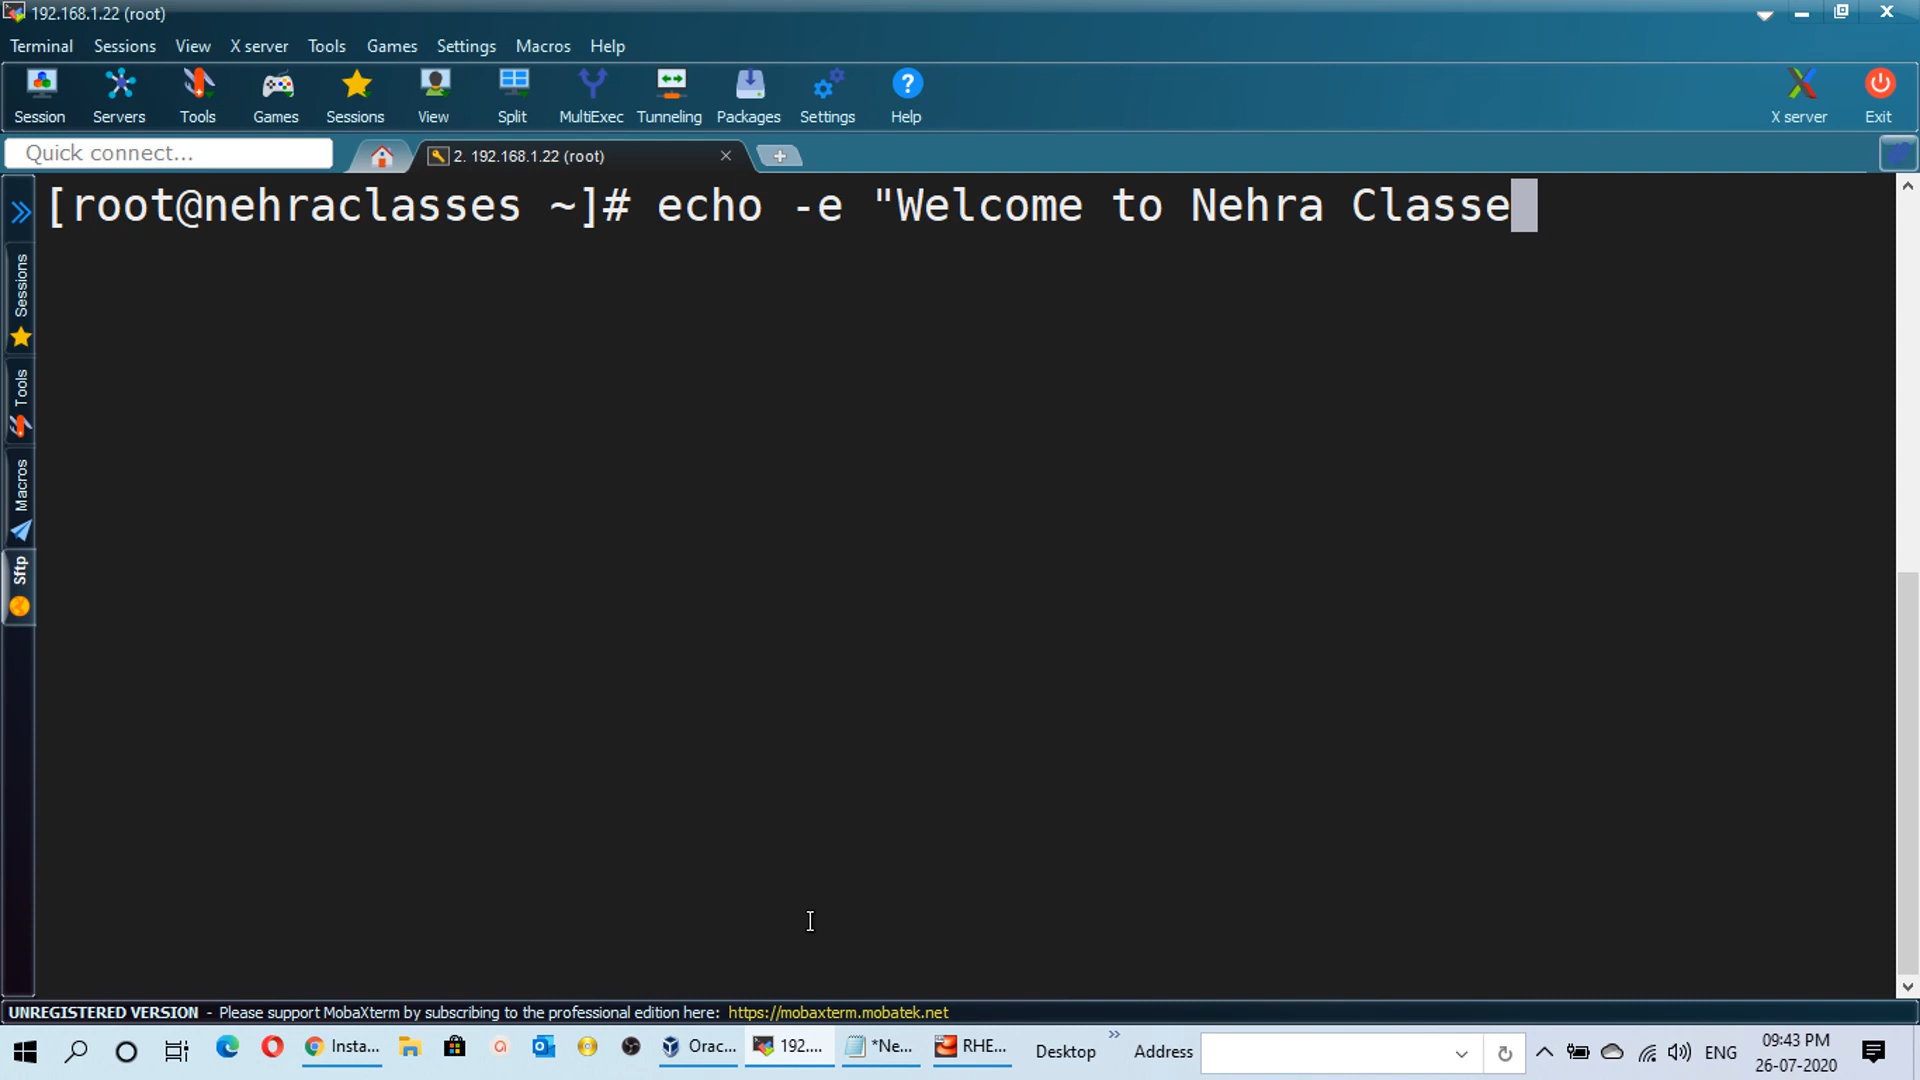 192.168.1.22 (root)
Terminal Sessions View X server Tools Games Settings Macros Help
Session Servers Tools Games Sessions View Split MultiExec Tunneling Packages Settings Help X server Exit
Quick connect... 2. 192.168.1.22 (root)
[root@nehraclasses ~]# echo -e "Welcome to Nehra Classe
Sessions
Tools
Macros
Sftp
UNREGISTERED VERSION - Please support MobaXterm by subscribing to the professional edition here: https://mobaxterm.mobatek.net
Insta... Orac... 192.... *Ne... RHE... Desktop Address ENG 09:43 PM
26-07-2020